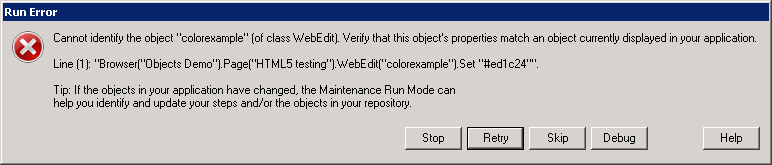 Run Error
Cannot identify the object "colorexample" (of class WebEdit). Verify that this object's properties match an object currently displayed in your application.
Line (1): "Browser("Objects Demo").Page("HTML5 testing").WebEdit("colorexample").Set "#ed1c24"".
Tip: If the objects in your application have changed, the Maintenance Run Mode can
help you identify and update your steps and/or the objects in your repository.
Stop Retry Skip Debug Help